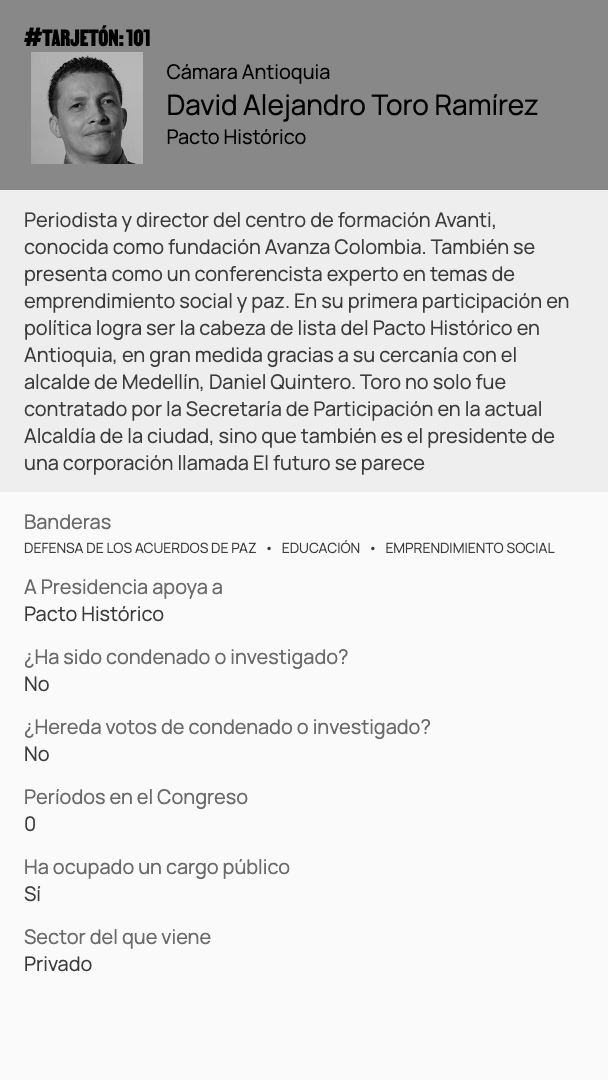 #TARJETÓN: 101
Cámara Antioquia
David Alejandro Toro Ramírez
Pacto Histórico
Periodista y director del centro de formación Avanti,
conocida como fundación Avanza Colombia. También se
presenta como un conferencista experto en temas de
emprendimiento social y paz. En su primera participación en
política logra ser la cabeza de lista del Pacto Histórico en
Antioquia, en gran medida gracias a su cercanía con el
alcalde de Medellín, Daniel Quintero. Toro no solo fue
contratado por la Secretaría de Participación en la actual
Alcaldía de la ciudad, sino que también es el presidente de
una corporación llamada El futuro se parece
Banderas
DEFENSA DE LOS ACUERDOS DE PAZ • EDUCACIÓN • EMPRENDIMIENTO SOCIAL
A Presidencia apoya a
Pacto Histórico
¿Ha sido condenado o investigado?
No
¿Hereda votos de condenado o investigado?
No
Períodos en el Congreso
0
Ha ocupado un cargo público
Sí
Sector del que viene
Privado